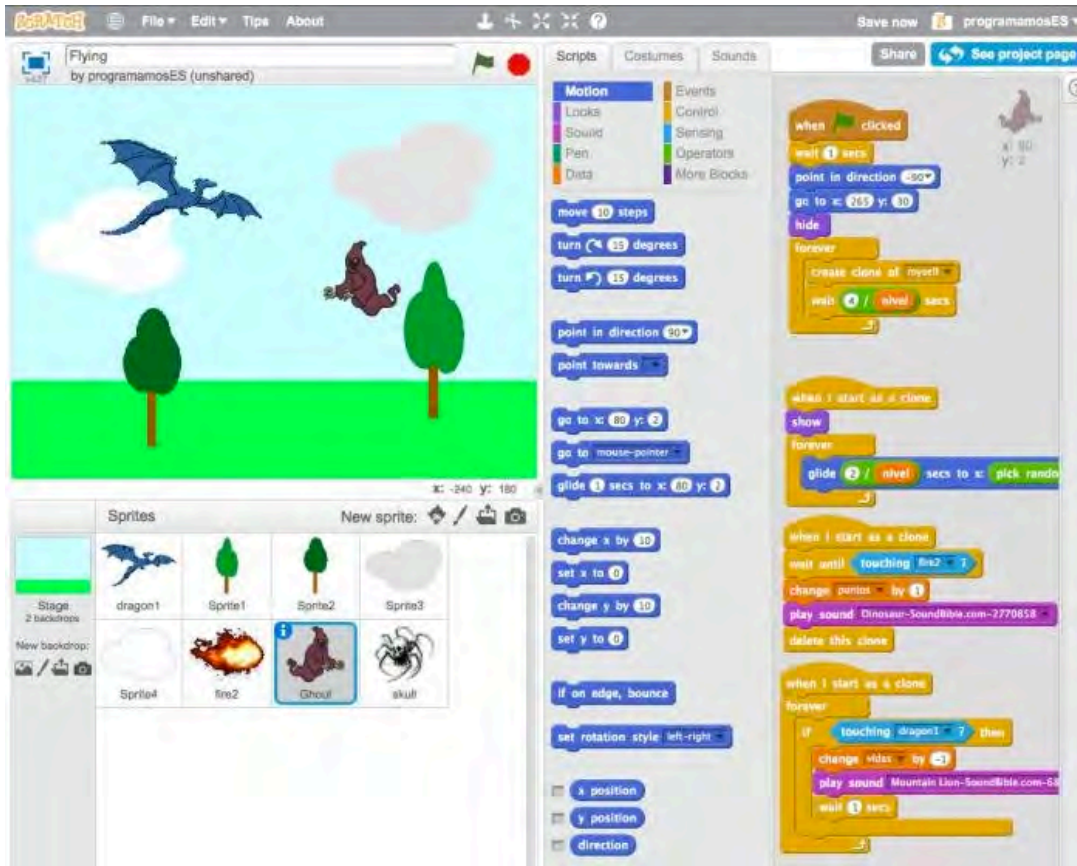 SCRATCH File Edit Tips About Save now programamosES
Flying
by programamosES (unshared)
Scripts Costumes Sounds
Share See project page
Motion Events
Looks Control
Sound Sensing
Pen Operators
Data More Blocks
move 10 steps
turn 15 degrees
turn 15 degrees
point in direction 90
point towards
go to x: 80 y: 2
go to mouse-pointer
glide 1 secs to x: 80 y: 2
change x by 10
set x to 0
change y by 10
set y to 0
if on edge, bounce
set rotation style left-right
x position
y position
direction
x: 80
y: 2
when clicked
wait 1 secs
point in direction -90
go to x: 265 y: 30
hide
forever
create clone of myself
wait 4 / nivel secs
when I start as a clone
show
forever
glide 2 / nivel secs to x: pick rando
when I start as a clone
wait until touching fire2 ?
change puntos by 1
play sound Dinosaur-SoundBible.com-2770858
delete this clone
when I start as a clone
forever
if touching dragon1 ? then
change vidas by -1
play sound Mountain Lion-SoundBible.com-68
wait 1 secs
x: -240 y: 180
Sprites New sprite:
Stage
2 backdrops
New backdrop:
dragon1 Sprite1 Sprite2 Sprite3
Sprite4 fire2 Ghoul skull